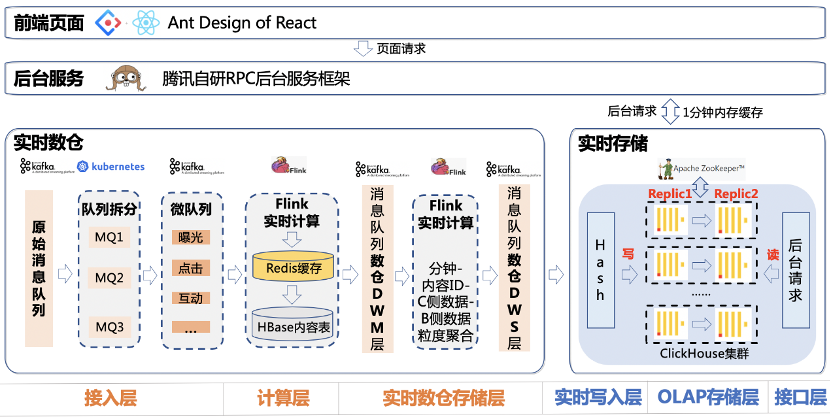 前端页面
Ant Design of React
页面请求
后台服务
腾讯自研RPC后台服务框架
后台请求
1分钟内存缓存
实时数仓
kafka
kubernetes
kafka
Flink
kafka
Flink
kafka
原始消息队列
队列拆分
MQ1
MQ2
MQ3
微队列
曝光
点击
互动
...
Flink
实时计算
Redis缓存
HBase内容表
消息队列数仓DWM层
Flink
实时计算
分钟-
内容ID-
C侧数据-
B侧数据
粒度聚合
消息队列数仓DWS层
实时存储
Apache ZooKeeper™
Replic1
Replic2
Hash
写
读
后台请求
......
ClickHouse集群
接入层
计算层
实时数仓存储层
实时写入层
OLAP存储层
接口层